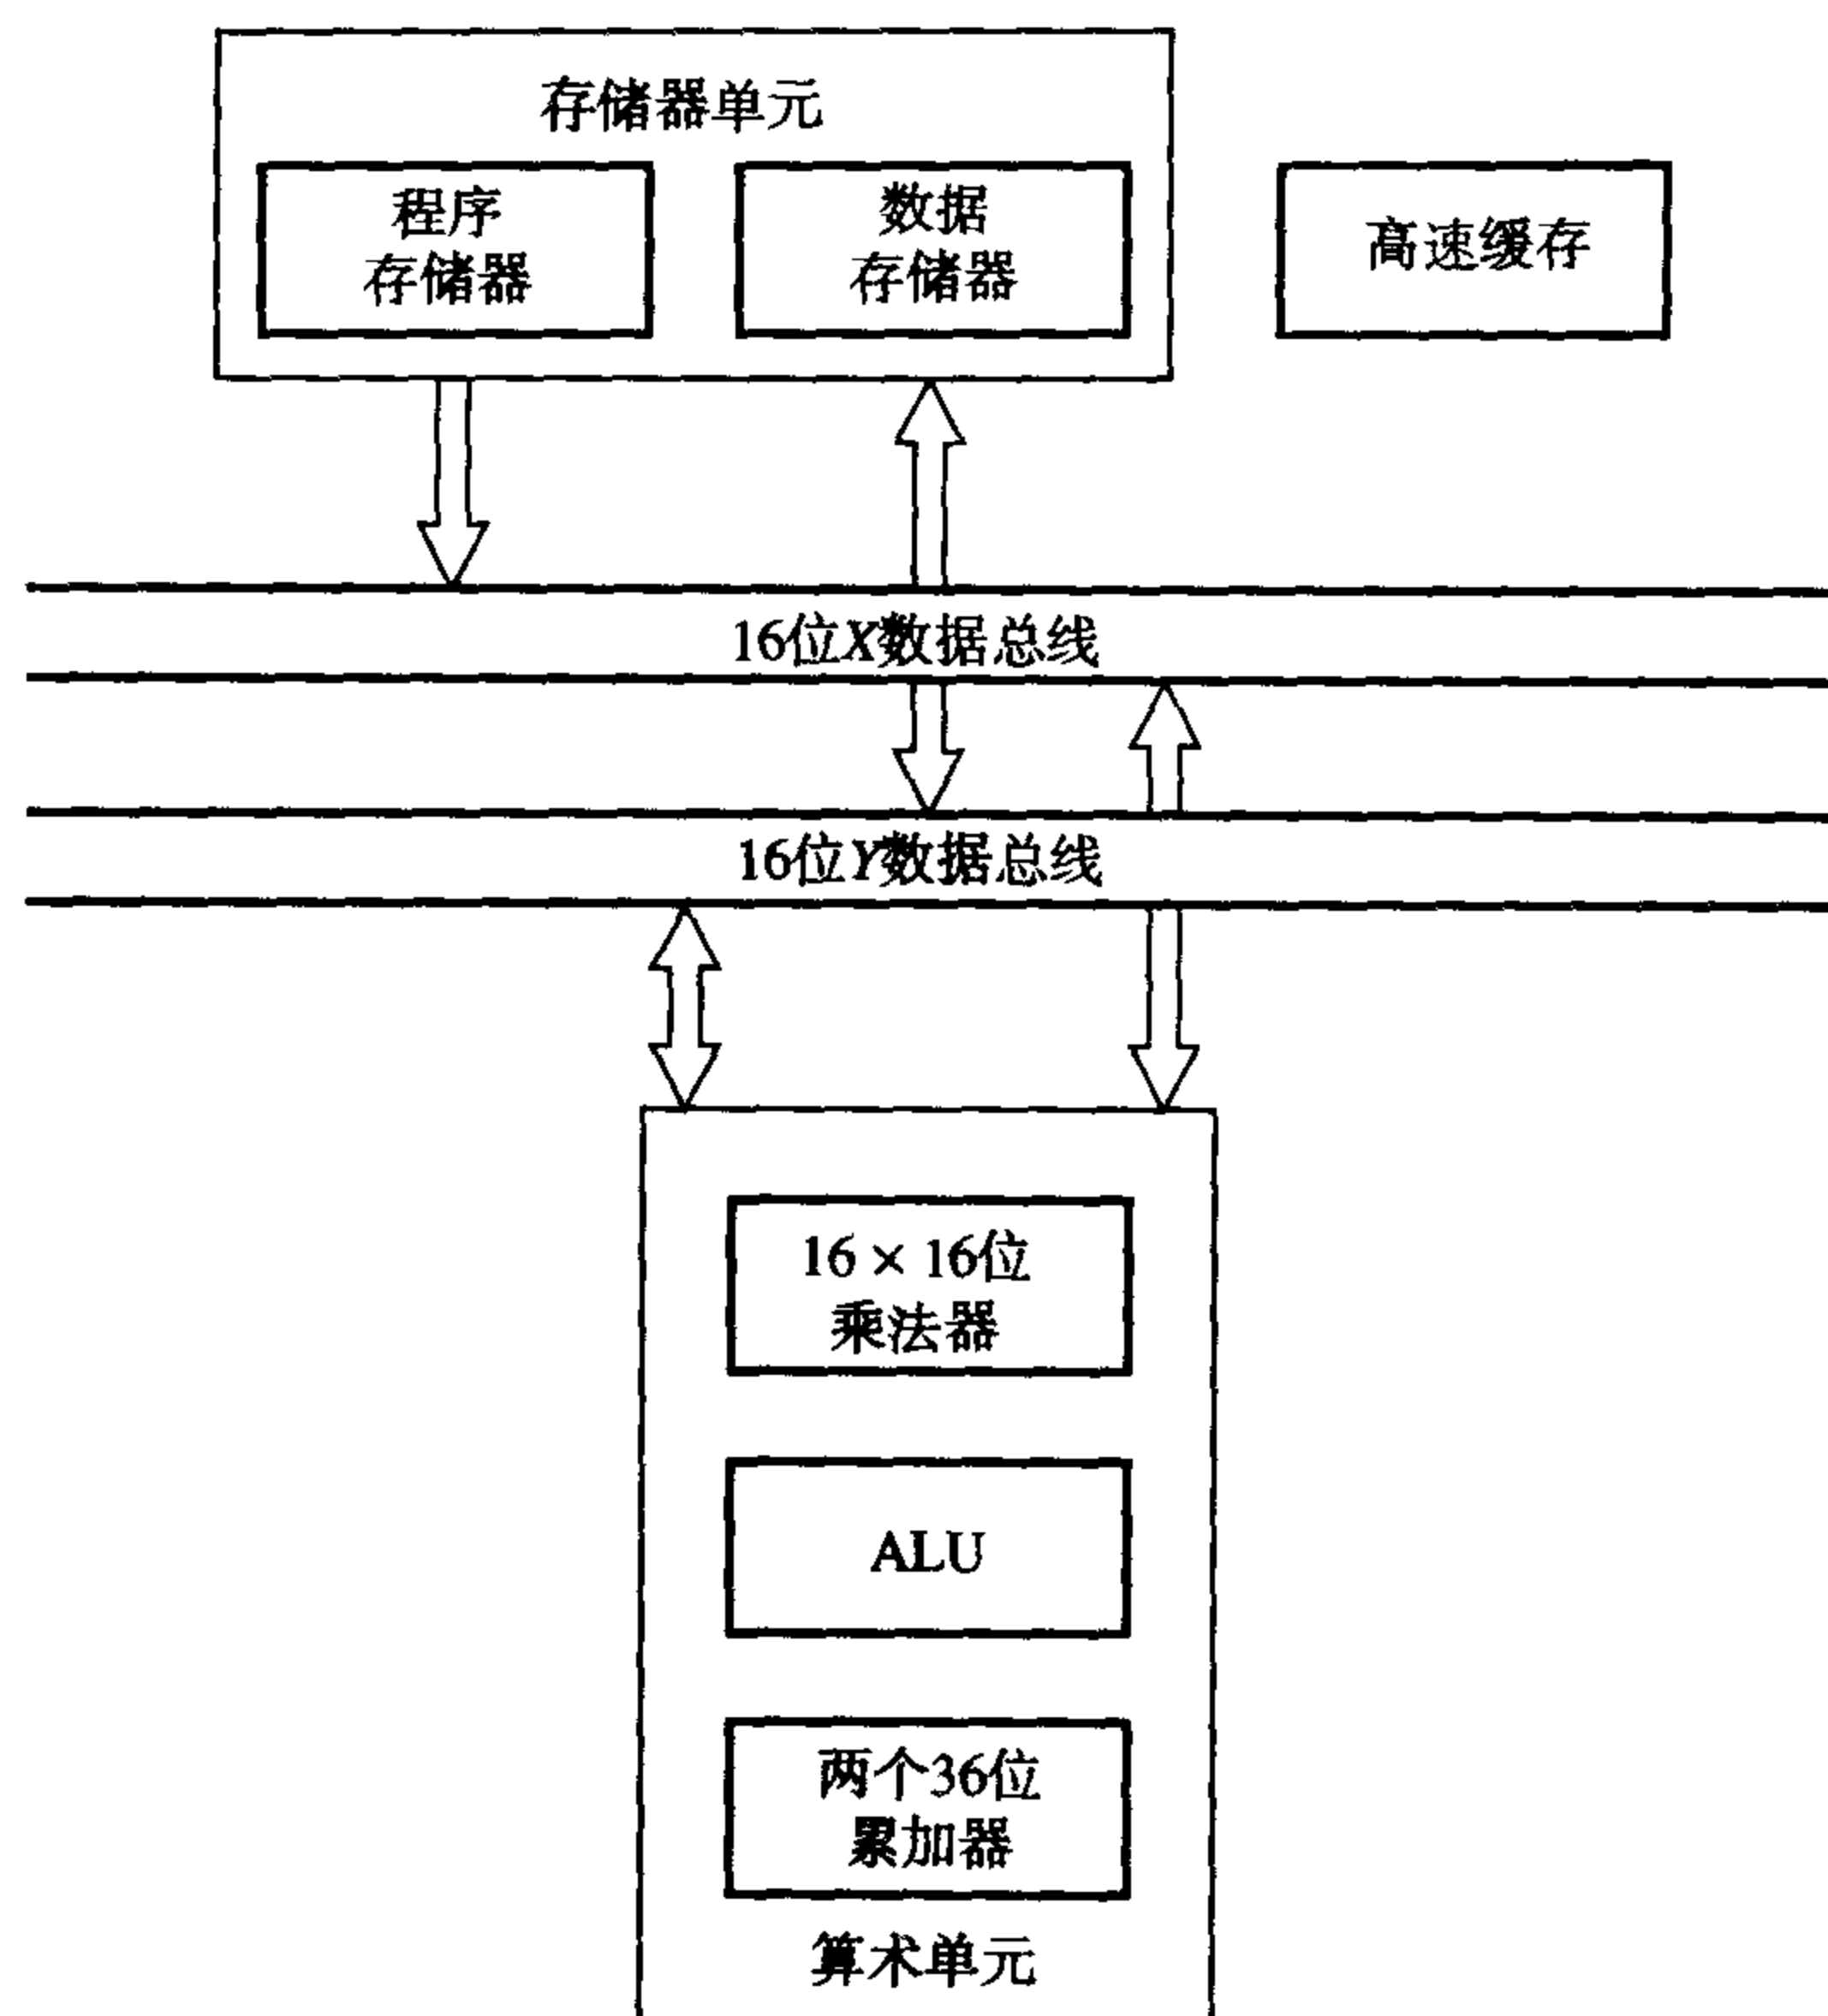 存储器单元
程序
存储器
数据
存储器
高速缓存
16位X数据总线
16位Y数据总线
16 × 16位
乘法器
ALU
两个36位
累加器
算术单元